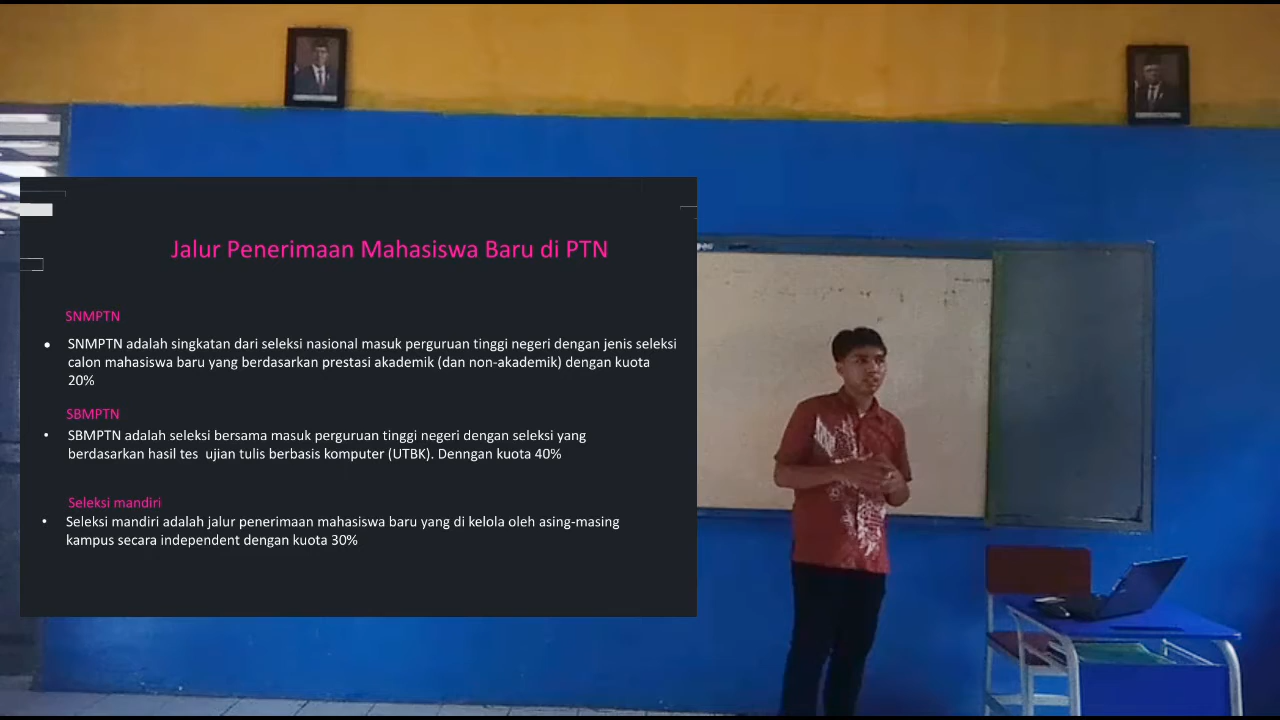 Jalur Penerimaan Mahasiswa Baru di PTN
SNMPTN
• SNMPTN adalah singkatan dari seleksi nasional masuk perguruan tinggi negeri dengan jenis seleksi
calon mahasiswa baru yang berdasarkan prestasi akademik (dan non-akademik) dengan kuota
20%
SBMPTN
• SBMPTN adalah seleksi bersama masuk perguruan tinggi negeri dengan seleksi yang
berdasarkan hasil tes  ujian tulis berbasis komputer (UTBK). Denngan kuota 40%
Seleksi mandiri
• Seleksi mandiri adalah jalur penerimaan mahasiswa baru yang di kelola oleh asing-masing
kampus secara independent dengan kuota 30%